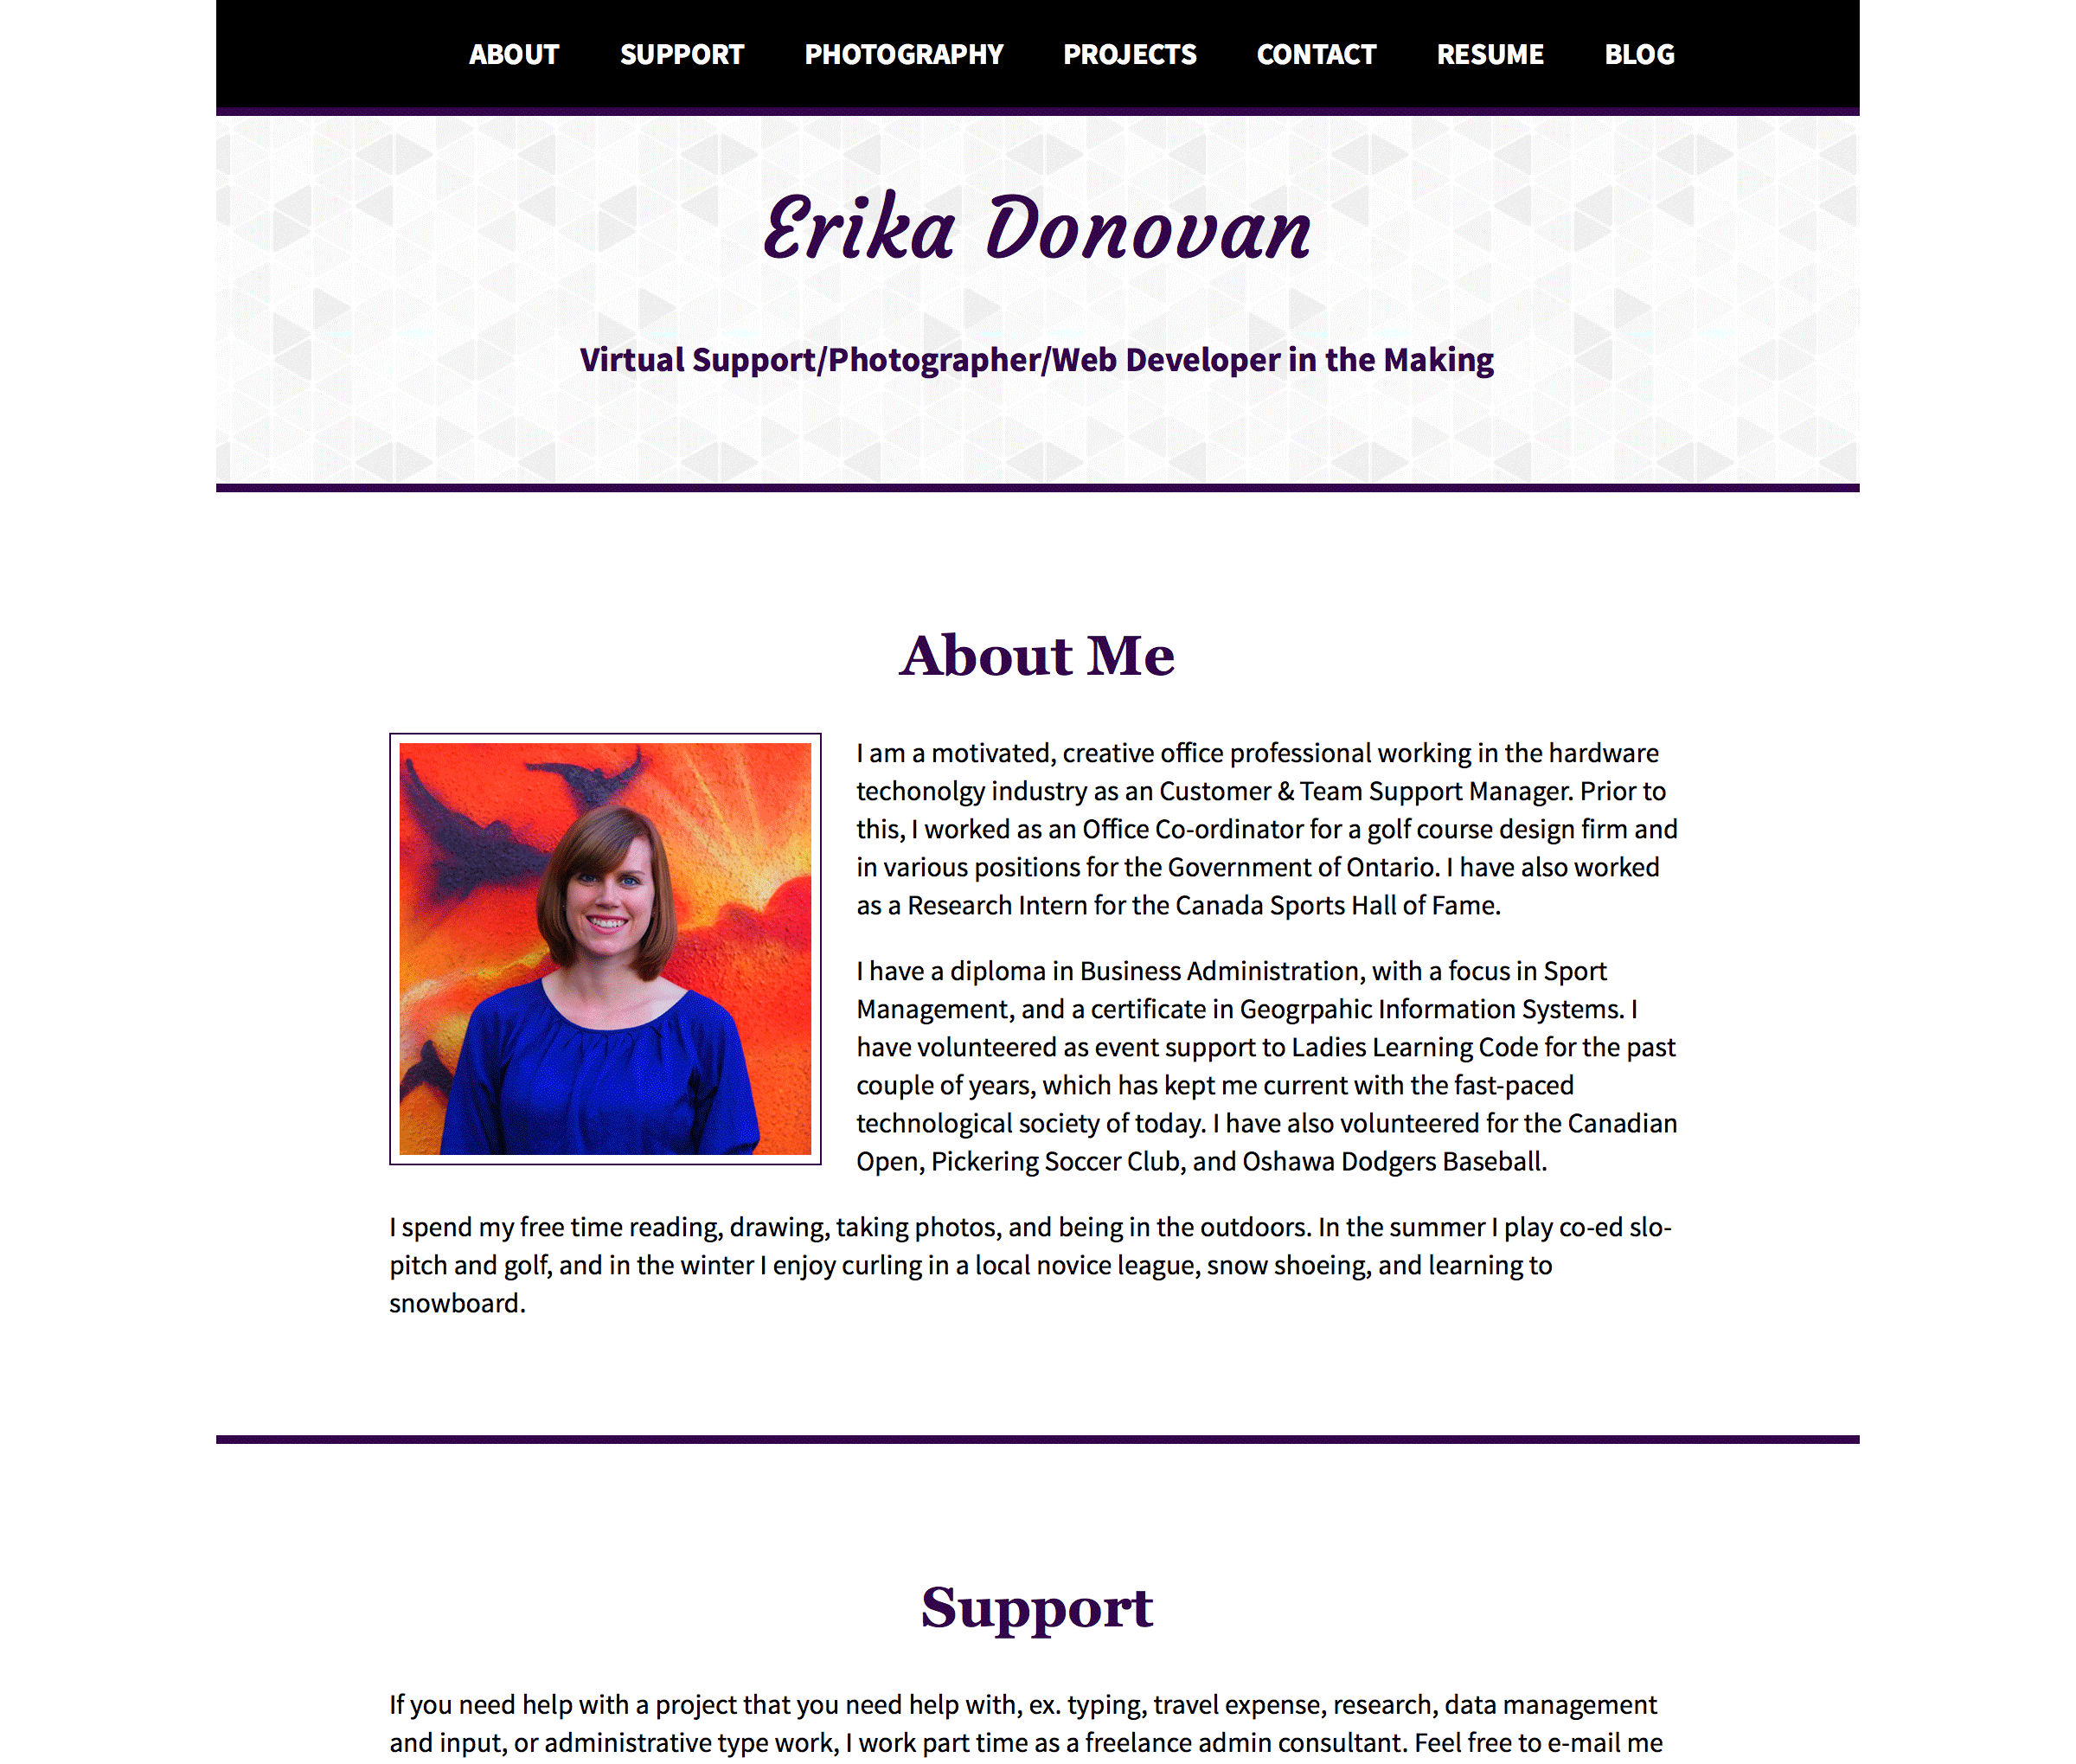 ABOUT SUPPORT PHOTOGRAPHY PROJECTS CONTACT RESUME BLOG
Erika Donovan
Virtual Support/Photographer/Web Developer in the Making
About Me
I am a motivated, creative office professional working in the hardware
techonolgy industry as an Customer & Team Support Manager. Prior to
this, I worked as an Office Co-ordinator for a golf course design firm and
in various positions for the Government of Ontario. I have also worked
as a Research Intern for the Canada Sports Hall of Fame.
I have a diploma in Business Administration, with a focus in Sport
Management, and a certificate in Geogrpahic Information Systems. I
have volunteered as event support to Ladies Learning Code for the past
couple of years, which has kept me current with the fast-paced
technological society of today. I have also volunteered for the Canadian
Open, Pickering Soccer Club, and Oshawa Dodgers Baseball.
I spend my free time reading, drawing, taking photos, and being in the outdoors. In the summer I play co-ed slo-
pitch and golf, and in the winter I enjoy curling in a local novice league, snow shoeing, and learning to
snowboard.
Support
If you need help with a project that you need help with, ex. typing, travel expense, research, data management
and input, or administrative type work, I work part time as a freelance admin consultant. Feel free to e-mail me